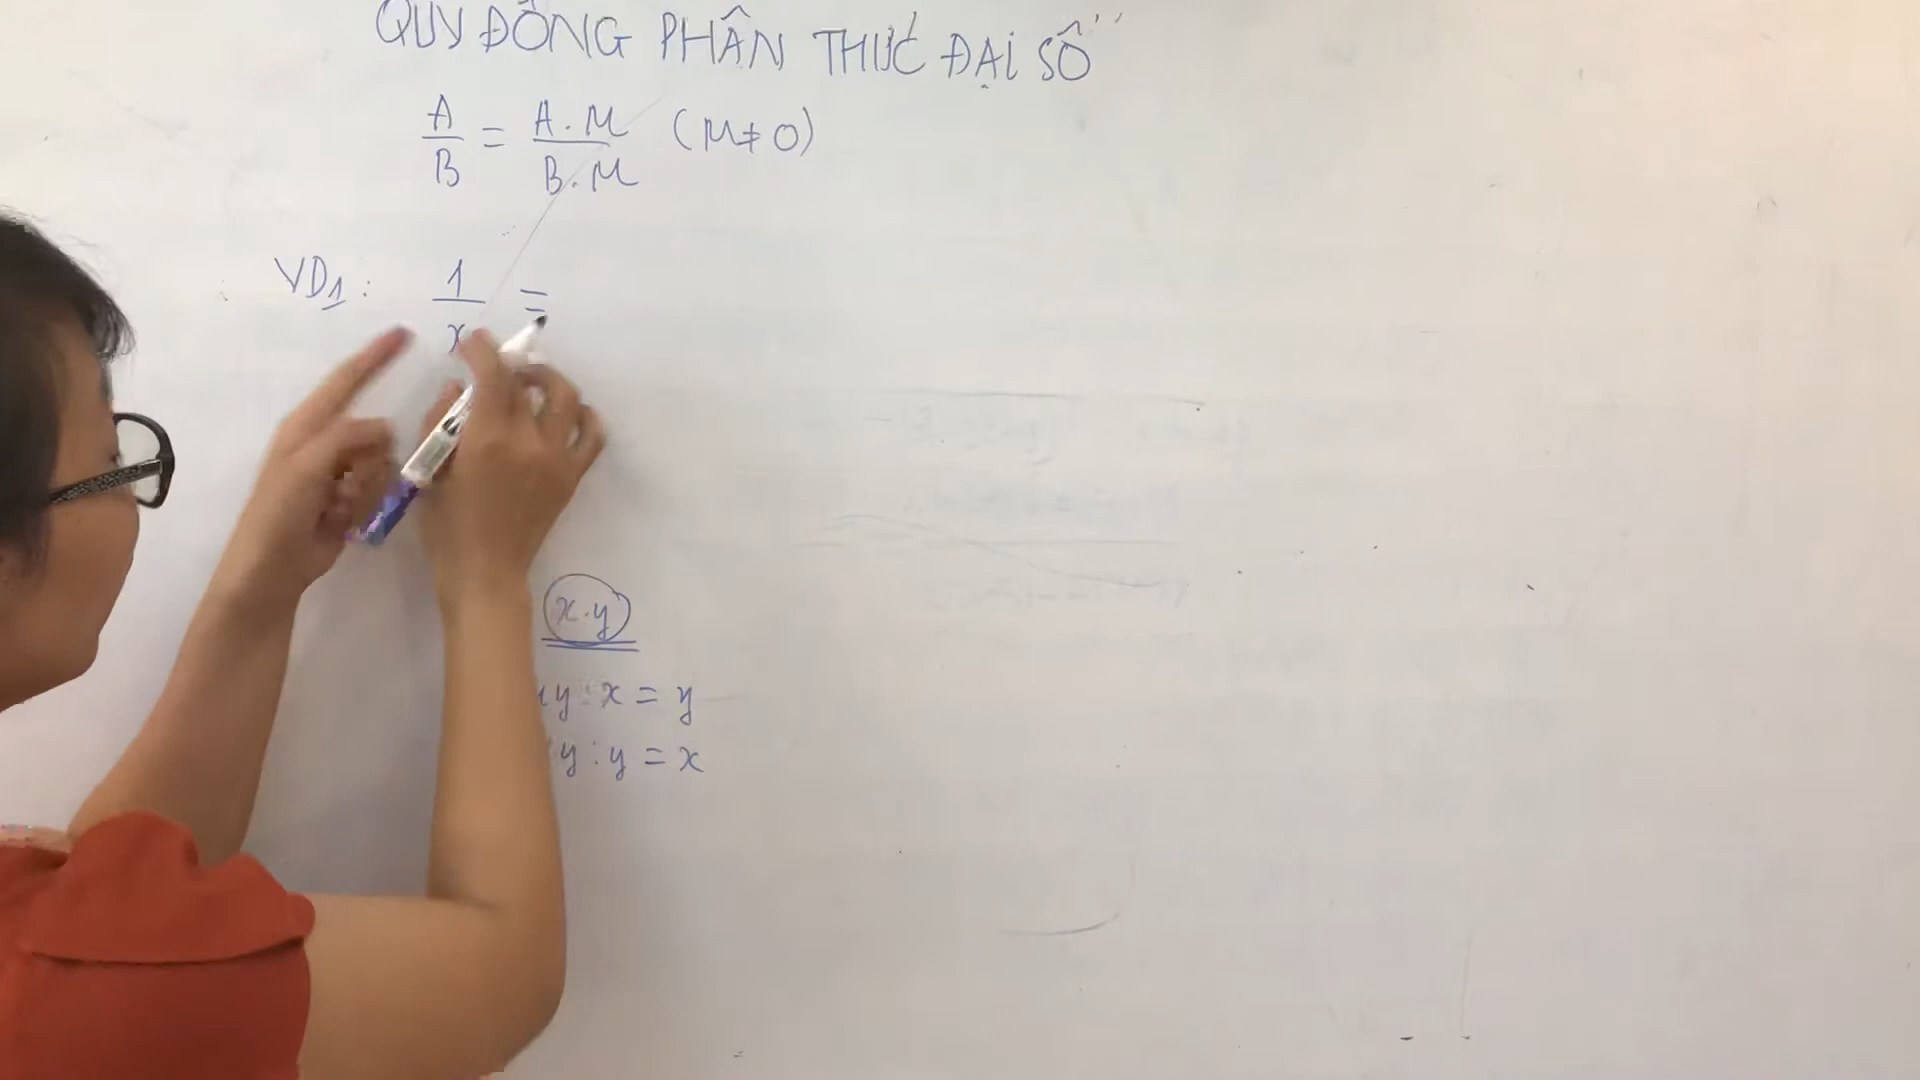 QUY ĐỒNG PHÂN THỨC ĐẠI SỐ"
A/B = A.M/B.M (M≠0)
VD1: 1/x =
x.y
y : x = y
y : y = x